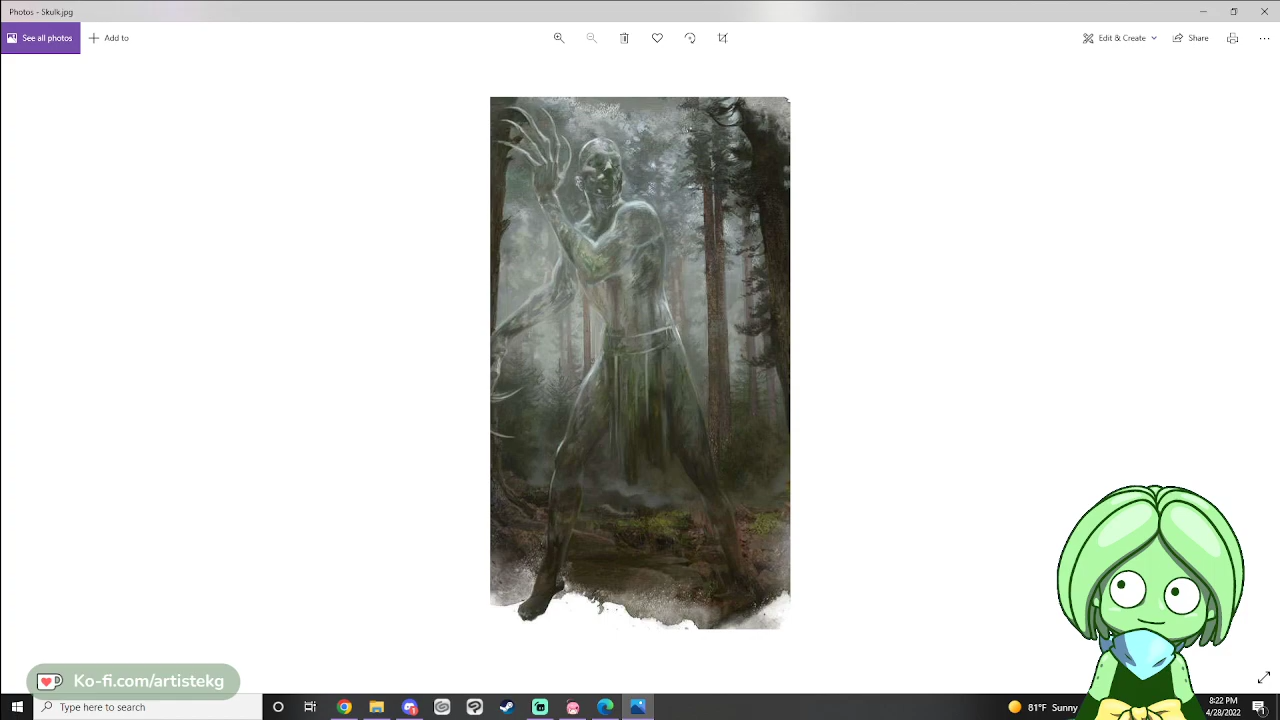 Photos - Skulk.jpg
See all photos
Add to
Edit & Create
Share
Ko-fi.com/artistekg
Type here to search
81°F Sunny
8:22 PM
4/28/2022